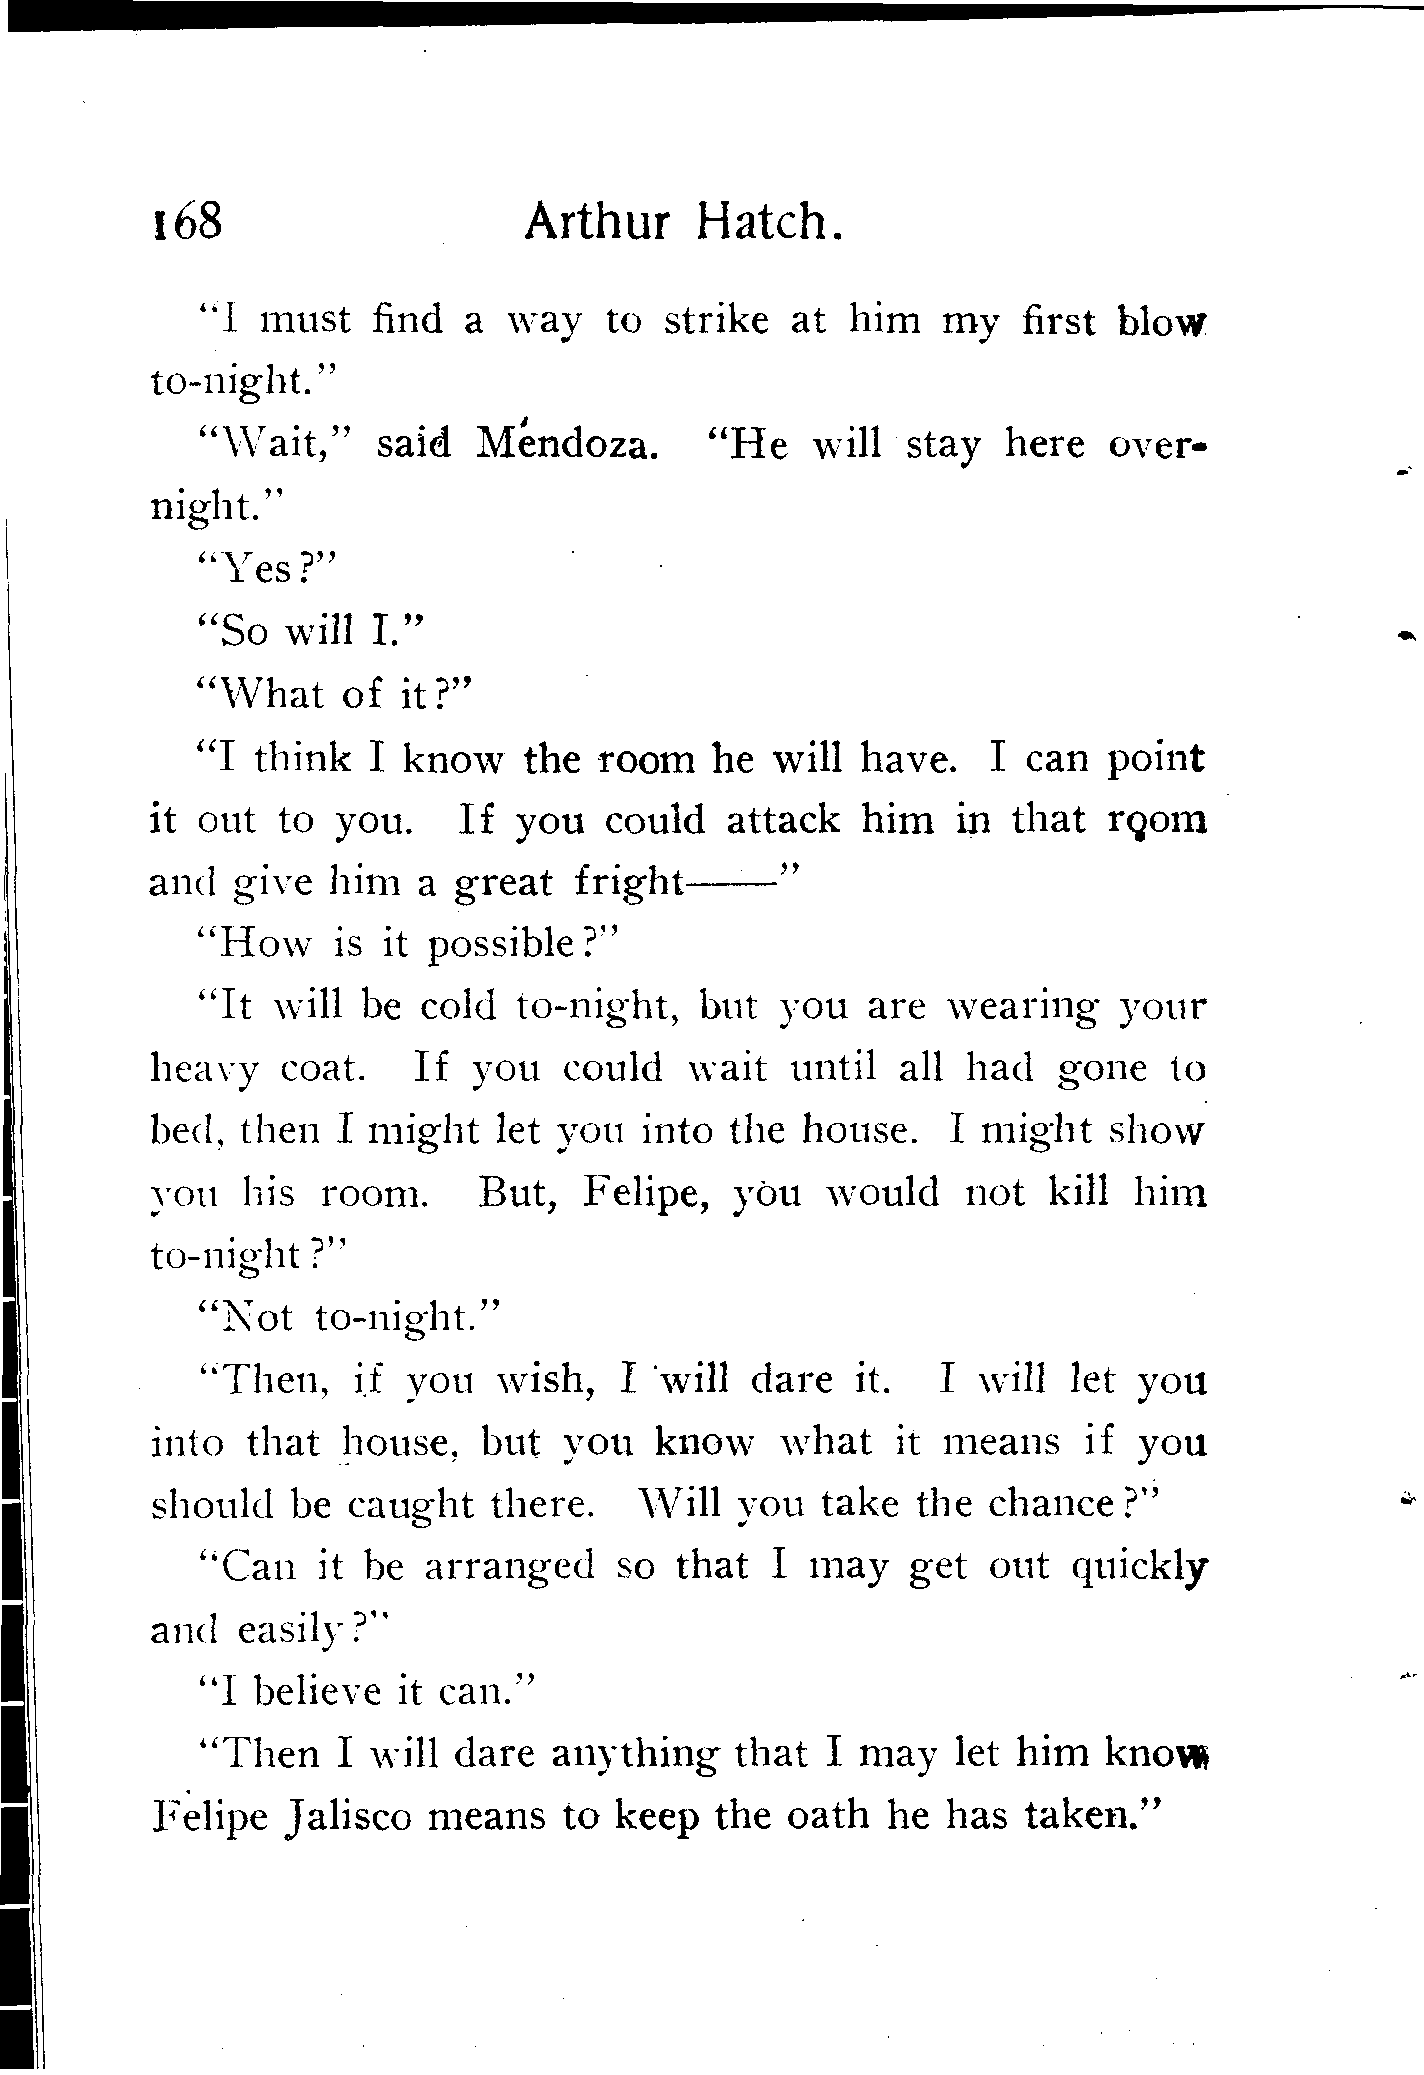 168 Arthur Hatch.
"I must find a way to strike at him my first blow
to-night."
"Wait," said Mendoza. "He will stay here over-
night."
"Yes?"
"So will I."
"What of it?"
"I think I know the room he will have. I can point
it out to you. If you could attack him in that room
and give him a great fright——"
"How is it possible?"
"It will be cold to-night, but you are wearing your
heavy coat. If you could wait until all had gone to
bed, then I might let you into the house. I might show
you his room. But, Felipe, you would not kill him
to-night?"
"Not to-night."
"Then, if you wish, I will dare it. I will let you
into that house, but you know what it means if you
should be caught there. Will you take the chance?"
"Can it be arranged so that I may get out quickly
and easily?"
"I believe it can."
"Then I will dare anything that I may let him know
Felipe Jalisco means to keep the oath he has taken."